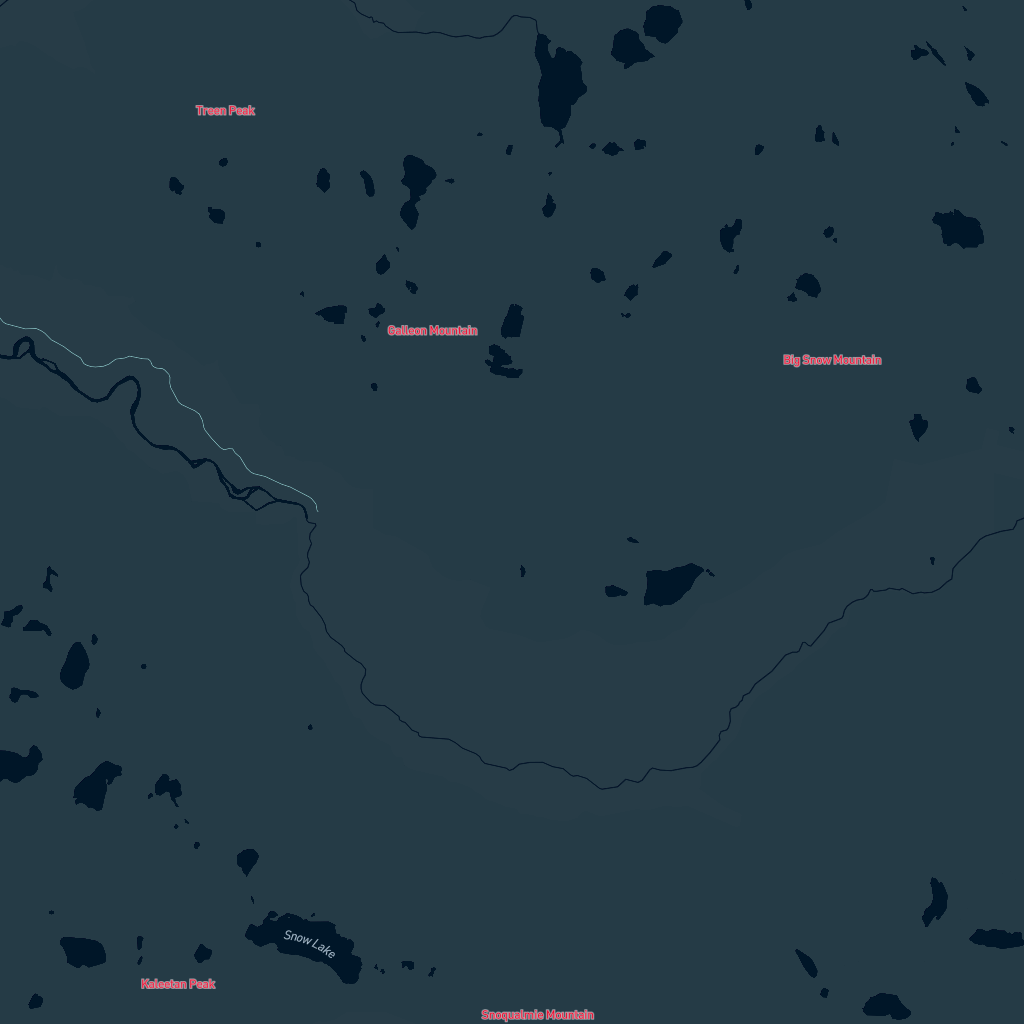 Treen Peak
Galleon Mountain
Big Snow Mountain
Snow Lake
Kaleetan Peak
Snoqualmie Mountain